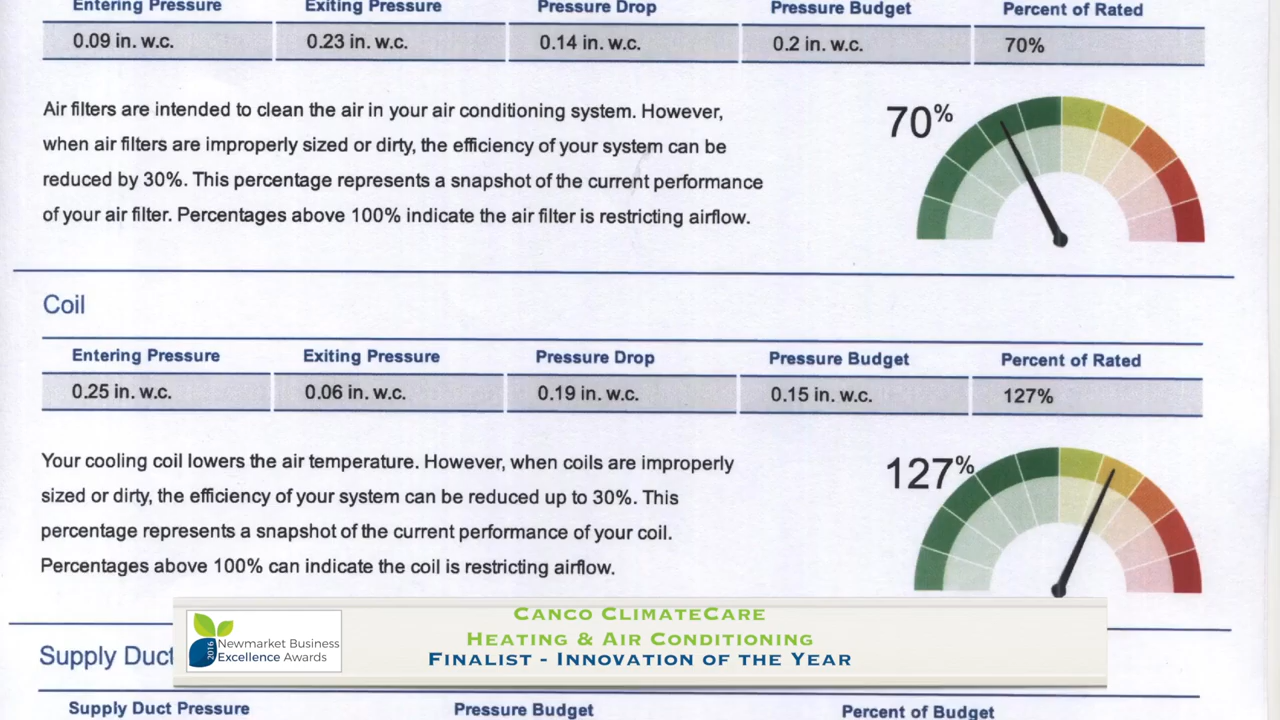 Entering Pressure Exiting Pressure Pressure Drop Pressure Budget Percent of Rated
0.09 in. w.c. 0.23 in. w.c. 0.14 in. w.c. 0.2 in. w.c. 70%
Air filters are intended to clean the air in your air conditioning system. However,
when air filters are improperly sized or dirty, the efficiency of your system can be
reduced by 30%. This percentage represents a snapshot of the current performance
of your air filter. Percentages above 100% indicate the air filter is restricting airflow.
70%
Coil
Entering Pressure Exiting Pressure Pressure Drop Pressure Budget Percent of Rated
0.25 in. w.c. 0.06 in. w.c. 0.19 in. w.c. 0.15 in. w.c. 127%
Your cooling coil lowers the air temperature. However, when coils are improperly
sized or dirty, the efficiency of your system can be reduced up to 30%. This
percentage represents a snapshot of the current performance of your coil.
Percentages above 100% can indicate the coil is restricting airflow.
127%
Supply Duct
2016
Newmarket Business
Excellence Awards
Canco ClimateCare
Heating & Air Conditioning
Finalist - Innovation of the Year
Supply Duct Pressure Pressure Budget Percent of Budget